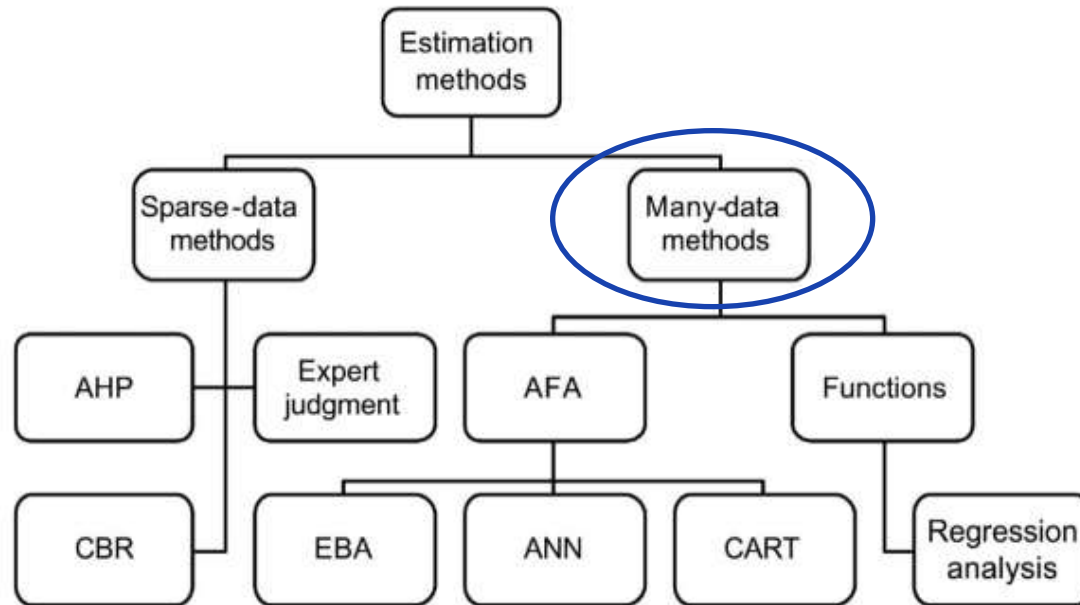 Estimation
methods
Sparse-data
methods
Many-data
methods
AHP
Expert
judgment
AFA
Functions
CBR
EBA
ANN
CART
Regression
analysis